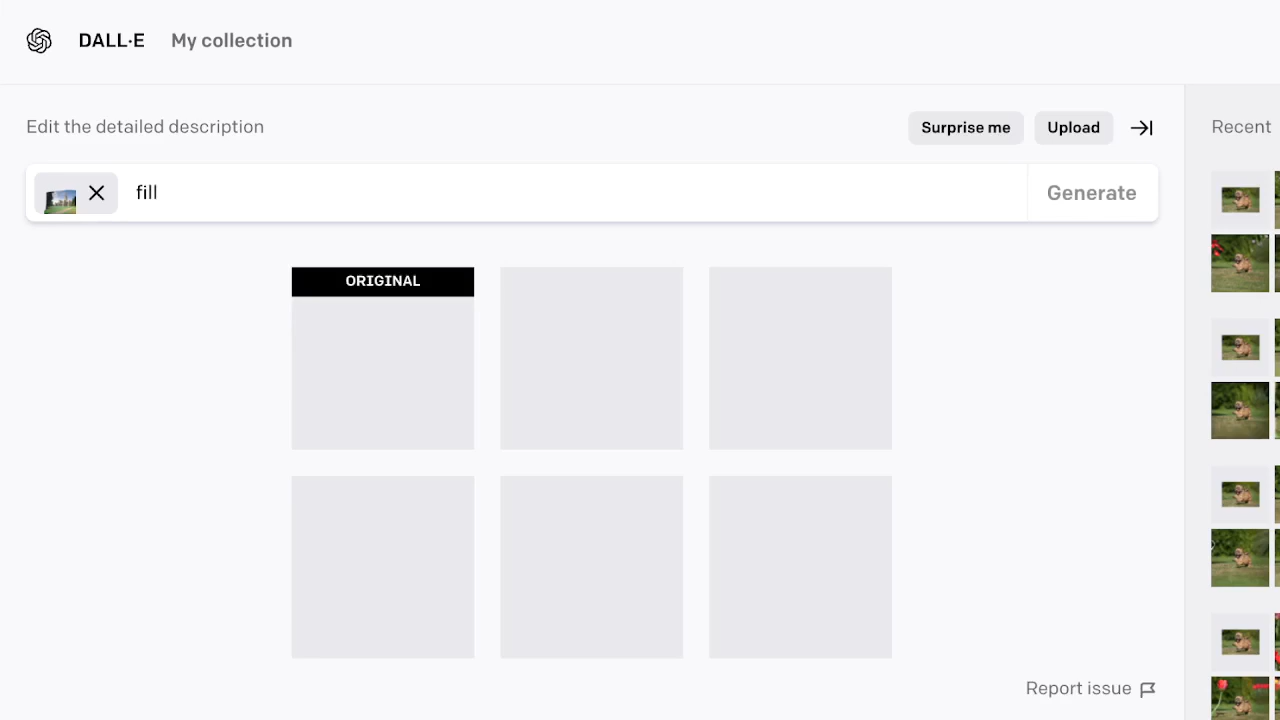 DALL·E My collection
Edit the detailed description
Surprise me
Upload
Recent
fill
Generate
ORIGINAL
Report issue